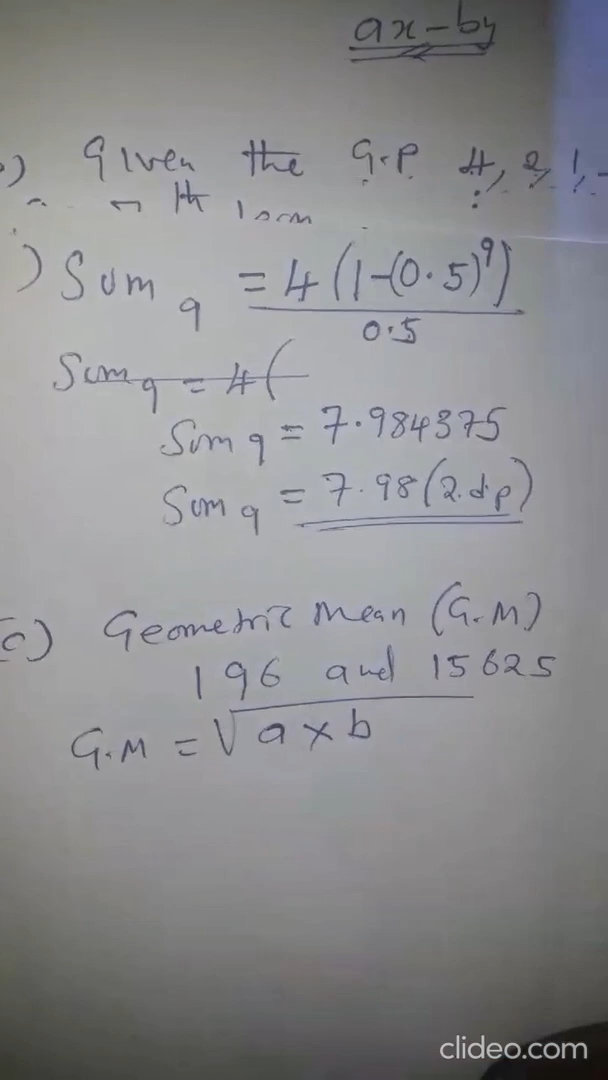 ax-by
) Given the G.P 4, 2, 1, -
th
) Sum 9 = 4(1-(0.5)^9)
0.5
Sum 9 = 4(
Sum 9 = 7.984375
Sum 9 = 7.98(2.d.p)
c) Geometric Mean (G.M)
196 and 15625
G.M = √a×b
clideo.com